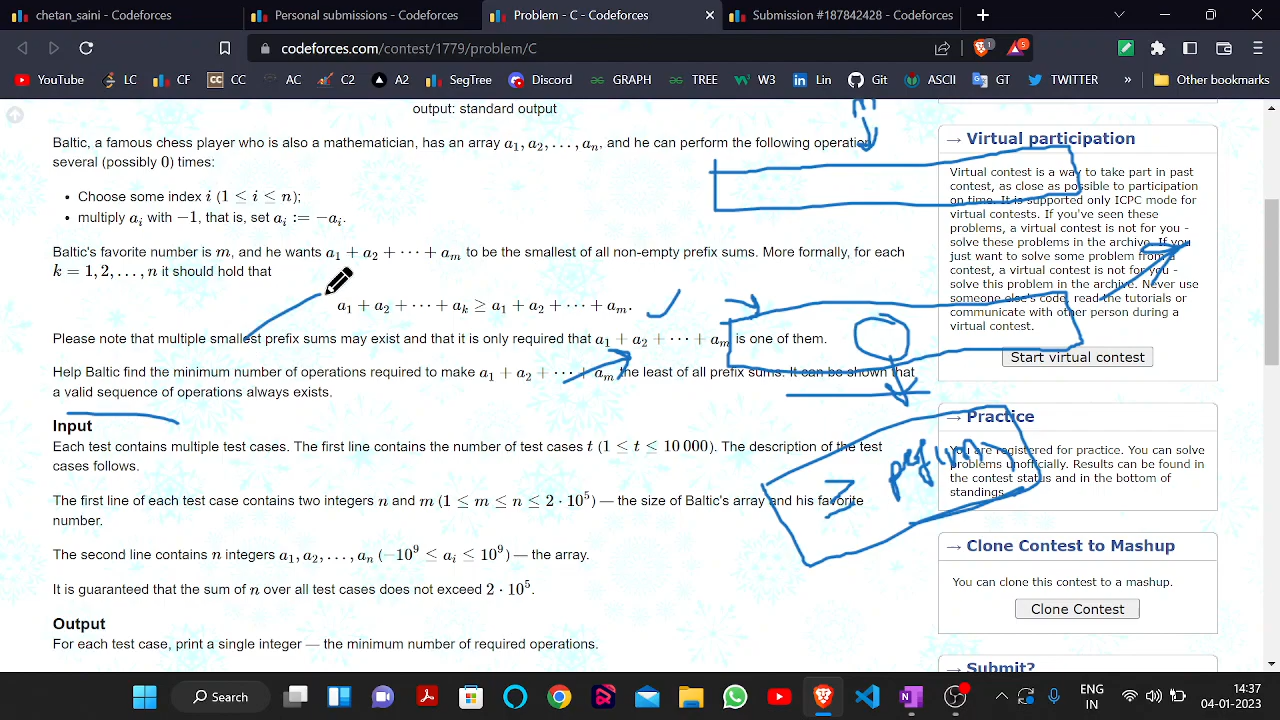 chetan_saini - Codeforces
Personal submissions - Codeforces
Problem - C - Codeforces
Submission #187842428 - Codeforces
codeforces.com/contest/1779/problem/C
YouTube LC CF CC AC C2 A2 SegTree Discord GRAPH TREE W3 Lin Git ASCII GT TWITTER » Other bookmarks
output: standard output
Baltic, a famous chess player who is also a mathematician, has an array a1, a2, …, an, and he can perform the following operation
several (possibly 0) times:
• Choose some index i (1 ≤ i ≤ n);
• multiply ai with −1, that is, set ai := −ai.
Baltic's favorite number is m, and he wants a1 + a2 + ⋯ + am to be the smallest of all non-empty prefix sums. More formally, for each
k = 1, 2, …, n it should hold that
a1 + a2 + ⋯ + ak ≥ a1 + a2 + ⋯ + am.
Please note that multiple smallest prefix sums may exist and that it is only required that a1 + a2 + ⋯ + am is one of them.
Help Baltic find the minimum number of operations required to make a1 + a2 + ⋯ + am the least of all prefix sums. It can be shown that
a valid sequence of operations always exists.
Input
Each test contains multiple test cases. The first line contains the number of test cases t (1 ≤ t ≤ 10 000). The description of the test
cases follows.
The first line of each test case contains two integers n and m (1 ≤ m ≤ n ≤ 2 · 10^5) — the size of Baltic's array and his favorite
number.
The second line contains n integers a1, a2, …, an (−10^9 ≤ ai ≤ 10^9) — the array.
It is guaranteed that the sum of n over all test cases does not exceed 2 · 10^5.
Output
For each test case, print a single integer — the minimum number of required operations.
m
→ Virtual participation
Virtual contest is a way to take part in past
contest, as close as possible to participation
on time. It is supported only ICPC mode for
virtual contests. If you've seen these
problems, a virtual contest is not for you -
solve these problems in the archive. If you
just want to solve some problem from a
contest, a virtual contest is not for you -
solve this problem in the archive. Never use
someone else's code, read the tutorials or
communicate with other person during a
virtual contest.
Start virtual contest
→ Practice
You are registered for practice. You can solve
problems unofficially. Results can be found in
the contest status and in the bottom of
standings.
→ Clone Contest to Mashup
You can clone this contest to a mashup.
Clone Contest
→ Submit?
Search
ENG
IN
14:37
04-01-2023